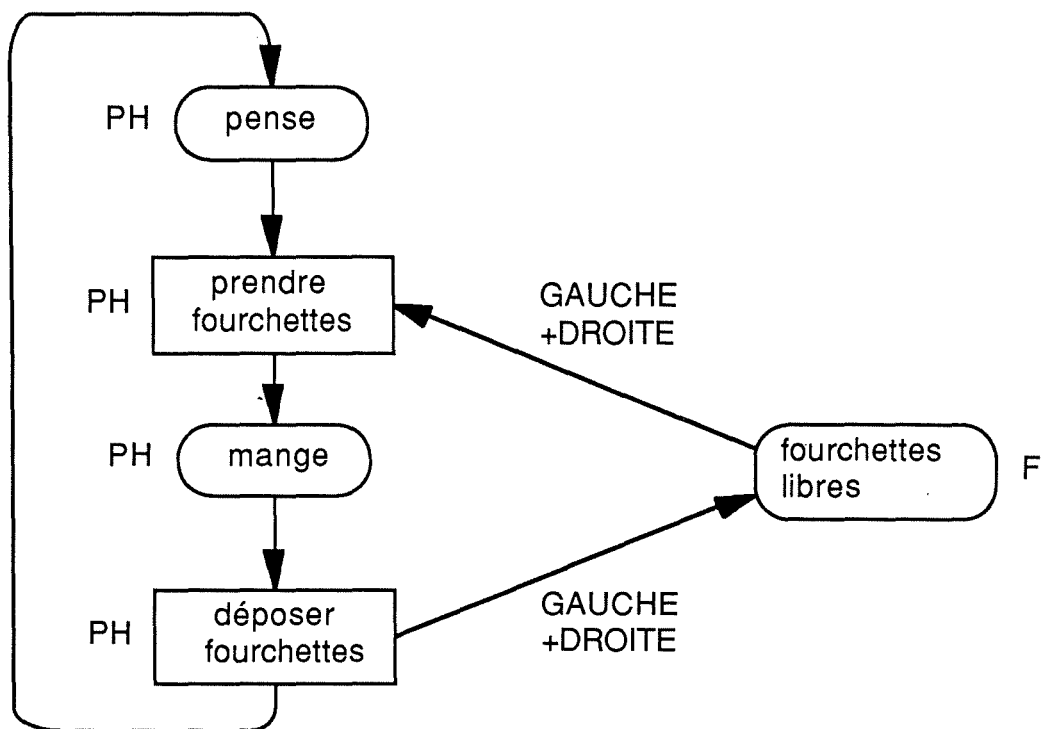 PH
pense
PH
prendre
fourchettes
GAUCHE
+DROITE
PH
mange
fourchettes
libres
F
PH
déposer
fourchettes
GAUCHE
+DROITE